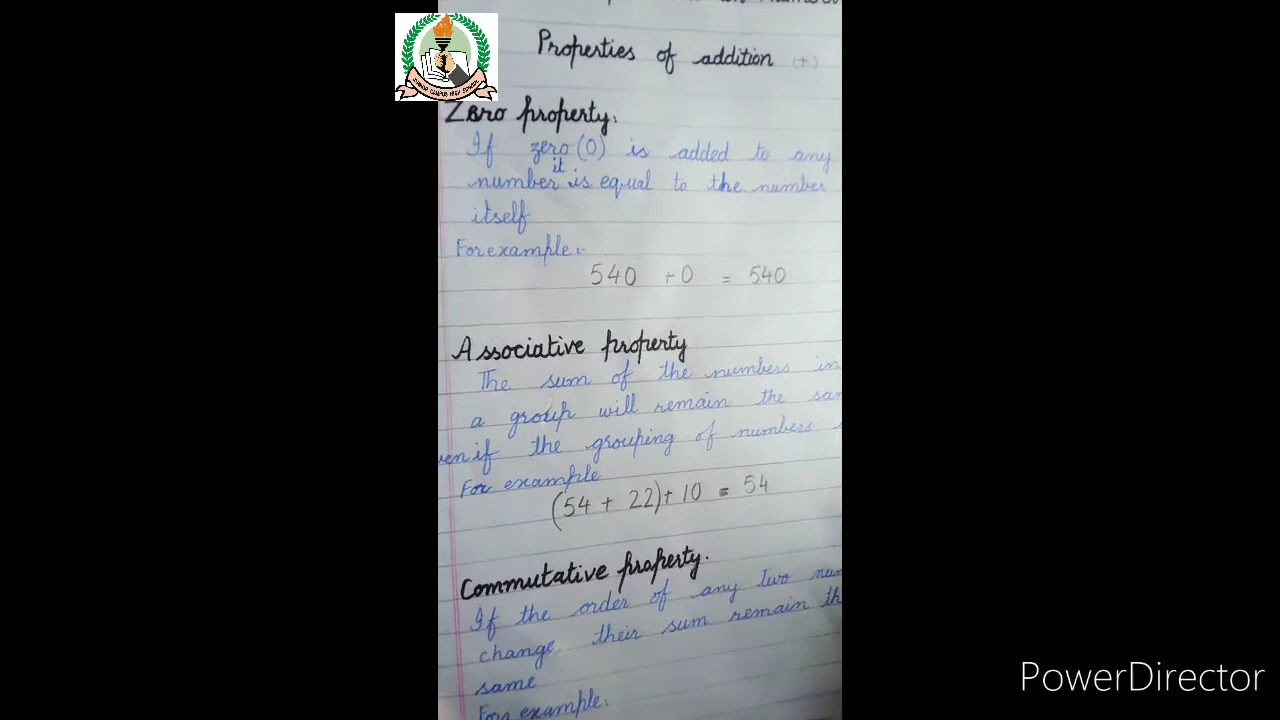 Properties of addition (+)
Zero property.
If zero (0) is added to any
it
number is equal to the number
itself
For example:-
540 + 0 = 540
Associative property
The sum of the numbers in
a group will remain the
if the grouping of numbers
For example
(54 + 22) + 10 = 54
Commutative property.
If the order of any two
change their sum remain
same
For example:
PowerDirector